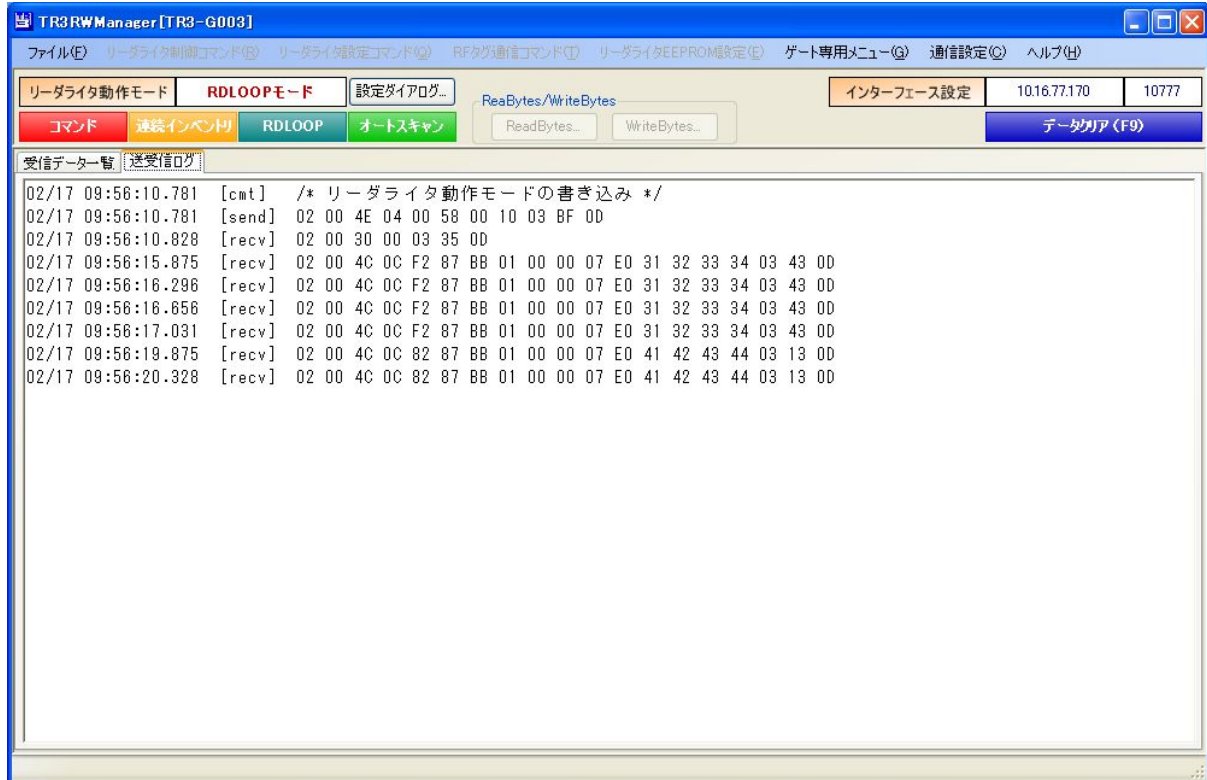 TR3RWManager[TR3-G003]
ファイル(F) リーダライタ制御コマンド(R) リーダライタ設定コマンド(Q) RFタグ通信コマンド(T) リーダライタEEPROM設定(E) ゲート専用メニュー(G) 通信設定(C) ヘルプ(H)
リーダライタ動作モード RDLOOPモード 設定ダイアログ... ReaBytes/WriteBytes インターフェース設定 10.16.77.170 10777
コマンド 連続インベントリ RDLOOP オートスキャン ReadBytes... WriteBytes... データクリア(F9)
受信データ一覧 送受信ログ
02/17 09:56:10.781 [cmt] /* リーダライタ動作モードの書き込み */
02/17 09:56:10.781 [send] 02 00 4E 04 00 58 00 10 03 BF 0D
02/17 09:56:10.828 [recv] 02 00 30 00 03 35 0D
02/17 09:56:15.875 [recv] 02 00 4C 0C F2 87 BB 01 00 00 07 E0 31 32 33 34 03 43 0D
02/17 09:56:16.296 [recv] 02 00 4C 0C F2 87 BB 01 00 00 07 E0 31 32 33 34 03 43 0D
02/17 09:56:16.656 [recv] 02 00 4C 0C F2 87 BB 01 00 00 07 E0 31 32 33 34 03 43 0D
02/17 09:56:17.031 [recv] 02 00 4C 0C F2 87 BB 01 00 00 07 E0 31 32 33 34 03 43 0D
02/17 09:56:19.875 [recv] 02 00 4C 0C 82 87 BB 01 00 00 07 E0 41 42 43 44 03 13 0D
02/17 09:56:20.328 [recv] 02 00 4C 0C 82 87 BB 01 00 00 07 E0 41 42 43 44 03 13 0D